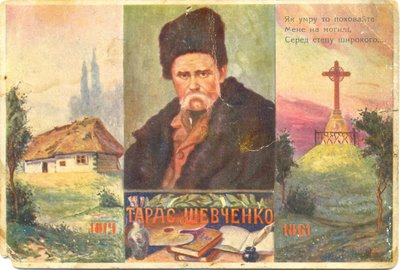 Як умру то поховайте
Мене на могилі,
Серед степу широкого...
1814
ТАРАС ШЕВЧЕНКО
1861